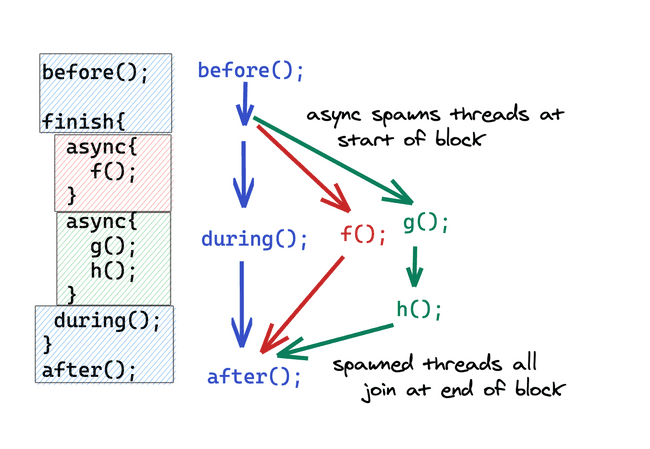 before();
finish{
async{
f();
}
async{
g();
h();
}
during();
}
after();
before();
async spawns threads at
start of block
during();
f();
g();
h();
after();
spawned threads all
join at end of block